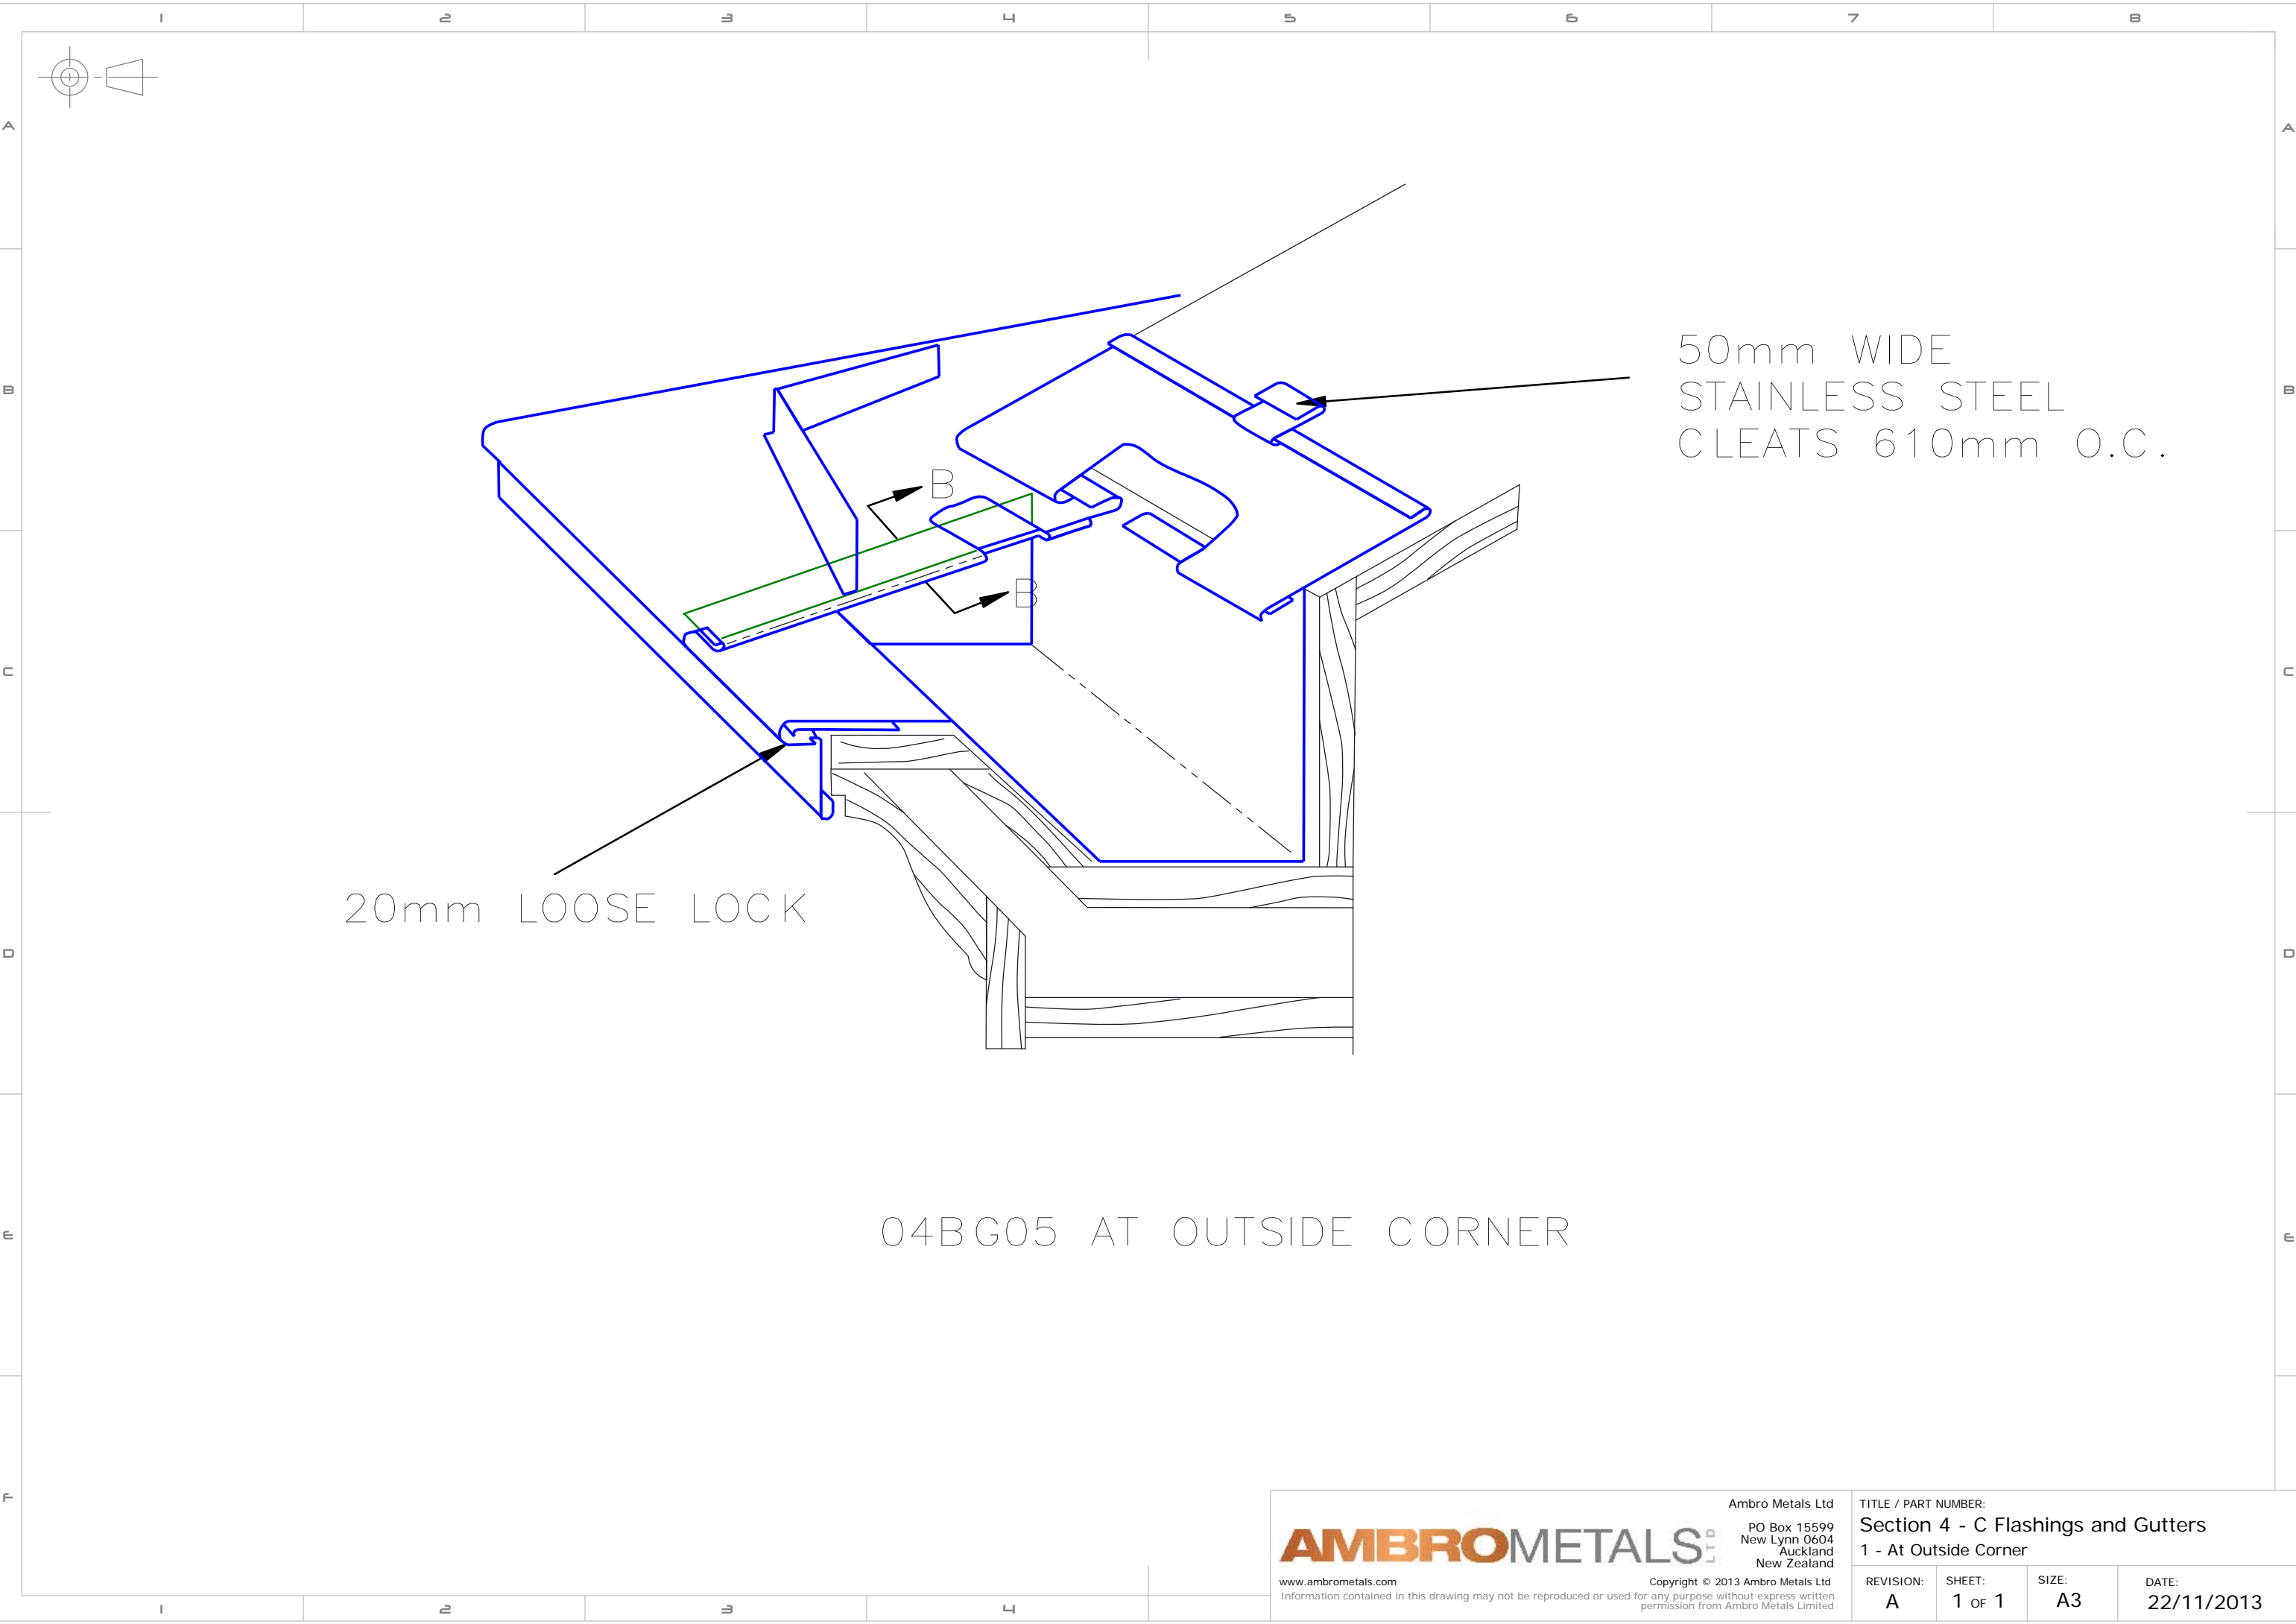 1 2 3 4 5 6 7 8
A A
B B
C C
D D
E E
F
50mm WIDE
STAINLESS STEEL
CLEATS 610mm O.C.
B
B
20mm LOOSE LOCK
04BG05 AT OUTSIDE CORNER
AMBROMETALS LTD
Ambro Metals Ltd
PO Box 15599
New Lynn 0604
Auckland
New Zealand
www.ambrometals.com
Copyright © 2013 Ambro Metals Ltd
Information contained in this drawing may not be reproduced or used for any purpose without express written
permission from Ambro Metals Limited
TITLE / PART NUMBER:
Section 4 - C Flashings and Gutters
1 - At Outside Corner
REVISION:
A
SHEET:
1 OF 1
SIZE:
A3
DATE:
22/11/2013
1 2 3 4